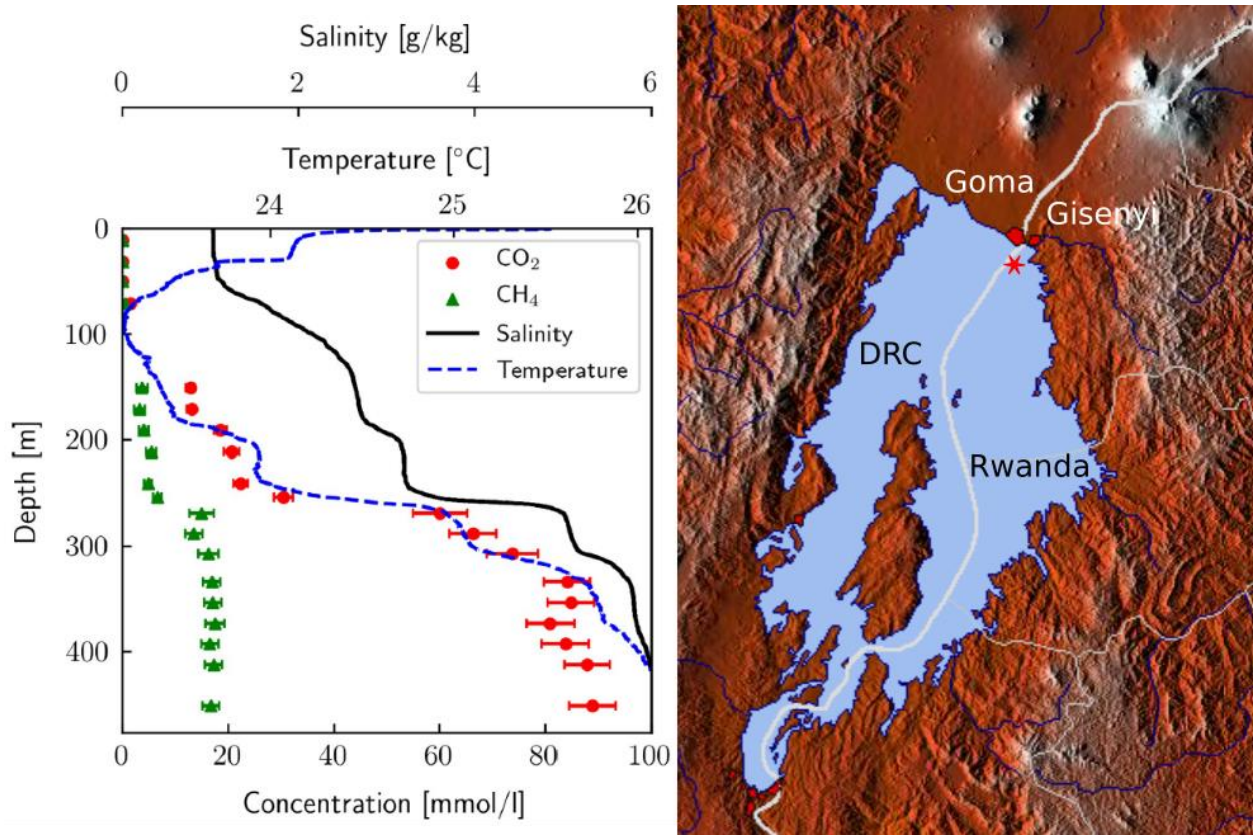 Salinity [g/kg]
0 2 4 6
Temperature [°C]
24 25 26
0
100
200
300
400
Depth [m]
CO₂
CH₄
Salinity
Temperature
0 20 40 60 80 100
Concentration [mmol/l]
Goma
Gisenyi
DRC
Rwanda